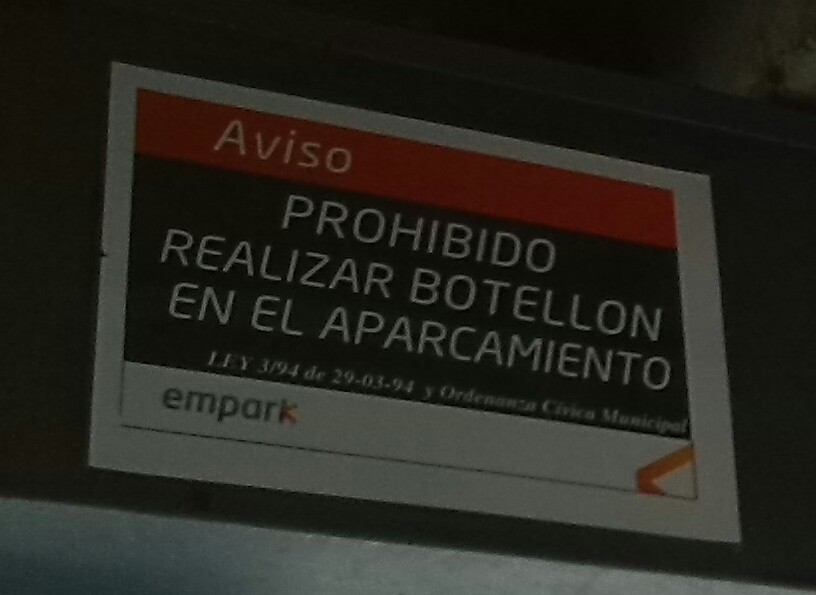 Aviso
PROHIBIDO
REALIZAR BOTELLON
EN EL APARCAMIENTO
LEY 3/94 de 29-03-94 y Ordenanza Cívica Municipal
empark